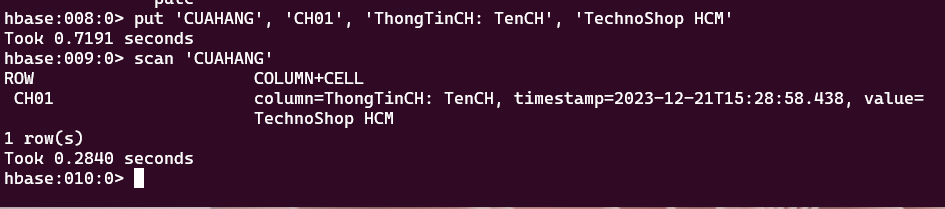 hbase:008:0> put 'CUAHANG', 'CH01', 'ThongTinCH: TenCH', 'TechnoShop HCM'
Took 0.7191 seconds
hbase:009:0> scan 'CUAHANG'
ROW COLUMN+CELL
CH01 column=ThongTinCH: TenCH, timestamp=2023-12-21T15:28:58.438, value=
TechnoShop HCM
1 row(s)
Took 0.2840 seconds
hbase:010:0>